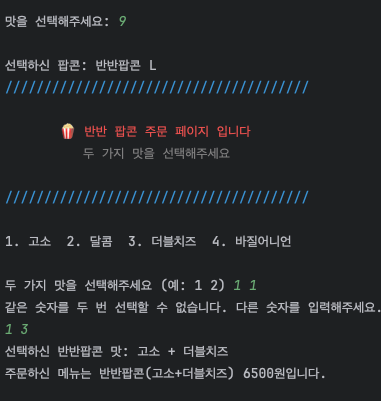 맛을 선택해주세요: 9
선택하신 팝콘: 반반팝콘 L
///////////////////////////////////////
🍿 반반 팝콘 주문 페이지 입니다
두 가지 맛을 선택해주세요
///////////////////////////////////////
1. 고소  2. 달콤  3. 더블치즈  4. 바질어니언
두 가지 맛을 선택해주세요 (예: 1 2) 1 1
같은 숫자를 두 번 선택할 수 없습니다. 다른 숫자를 입력해주세요.
1 3
선택하신 반반팝콘 맛: 고소 + 더블치즈
주문하신 메뉴는 반반팝콘(고소+더블치즈) 6500원입니다.